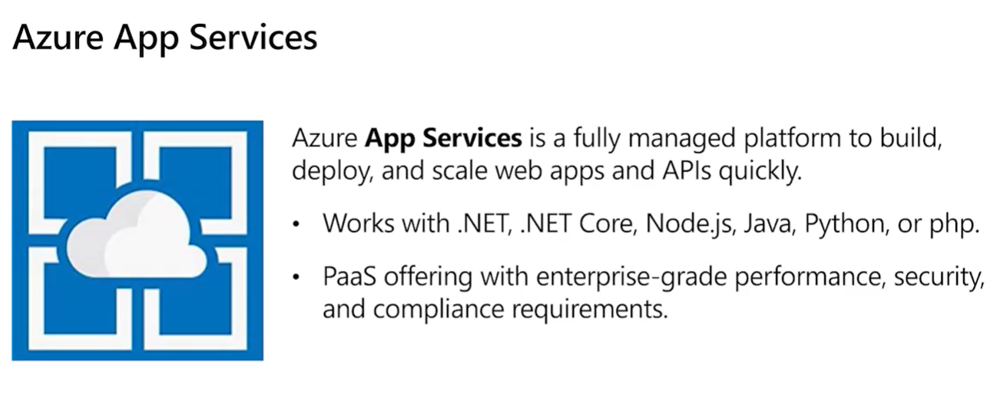 Azure App Services
Azure App Services is a fully managed platform to build,
deploy, and scale web apps and APIs quickly.
• Works with .NET, .NET Core, Node.js, Java, Python, or php.
• PaaS offering with enterprise-grade performance, security,
and compliance requirements.